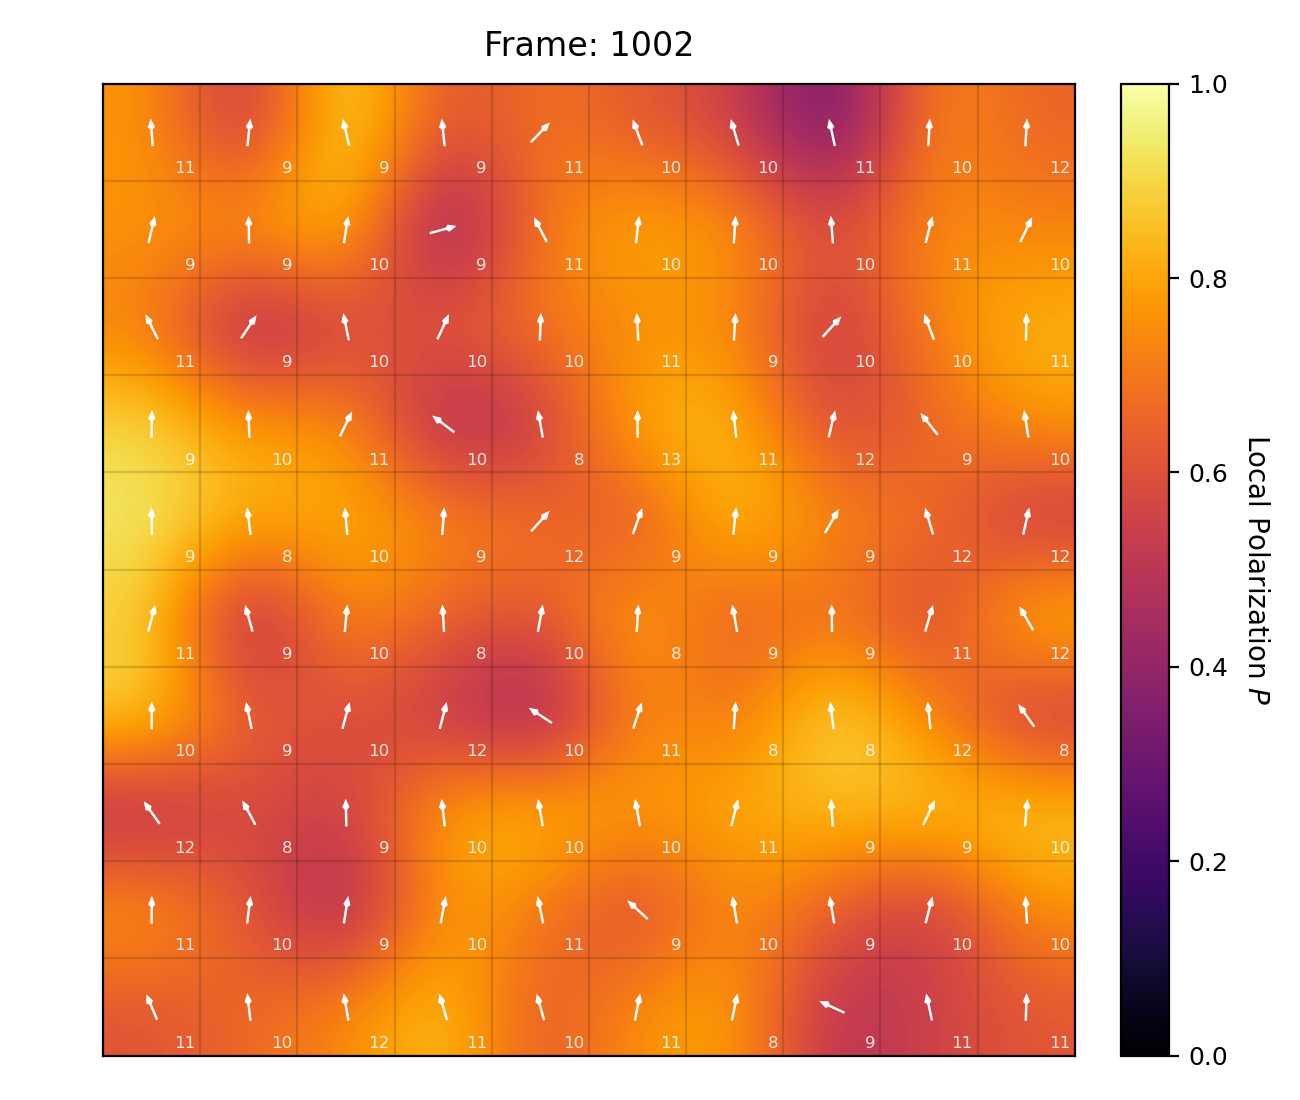 Frame: 1002
11 9 9 9 11 10 10 11 10 12
9 9 10 9 11 10 10 10 11 10
11 9 10 10 10 11 9 10 10 11
9 10 11 10 8 13 11 12 9 10
9 8 10 9 12 9 9 9 12 12
11 9 10 8 10 8 9 9 11 12
10 9 10 12 10 11 8 8 12 8
12 8 9 10 10 10 11 9 9 10
11 10 9 10 11 9 10 9 10 10
11 10 12 11 10 11 8 9 11 11
1.0
0.8
0.6
0.4
0.2
0.0
Local Polarization P